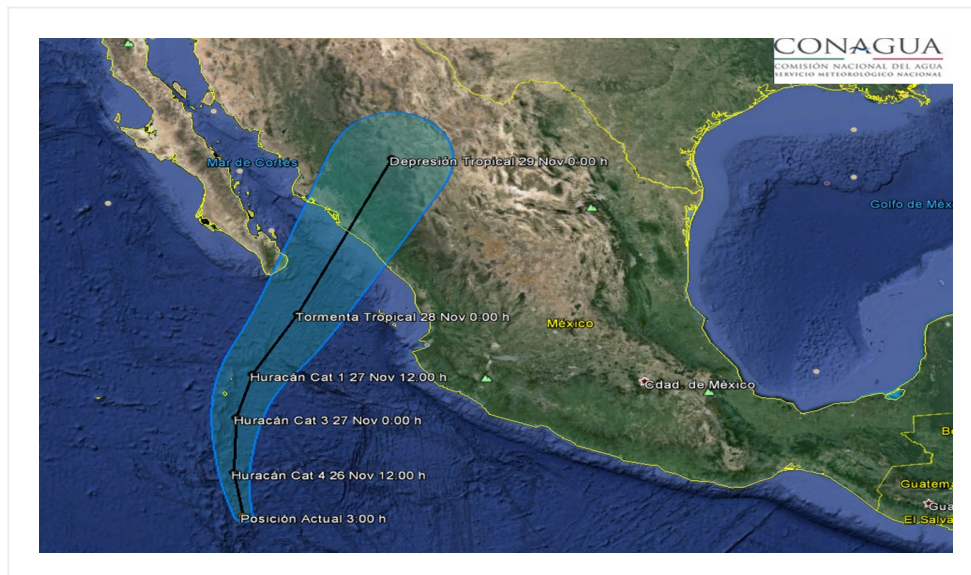 CONAGUA
COMISIÓN NACIONAL DEL AGUA
SERVICIO METEOROLÓGICO NACIONAL
Mar de Cortés
Depresión Tropical 29 Nov 0:00 h
Golfo de Méx
Tormenta Tropical 28 Nov 0:00 h
México
Huracán Cat 1 27 Nov 12:00 h
Cdad. de México
Huracán Cat 3 27 Nov 0:00 h
Be
Huracán Cat 4 26 Nov 12:00 h
Guatema
Gua
Posición Actual 3:00 h
El Salva